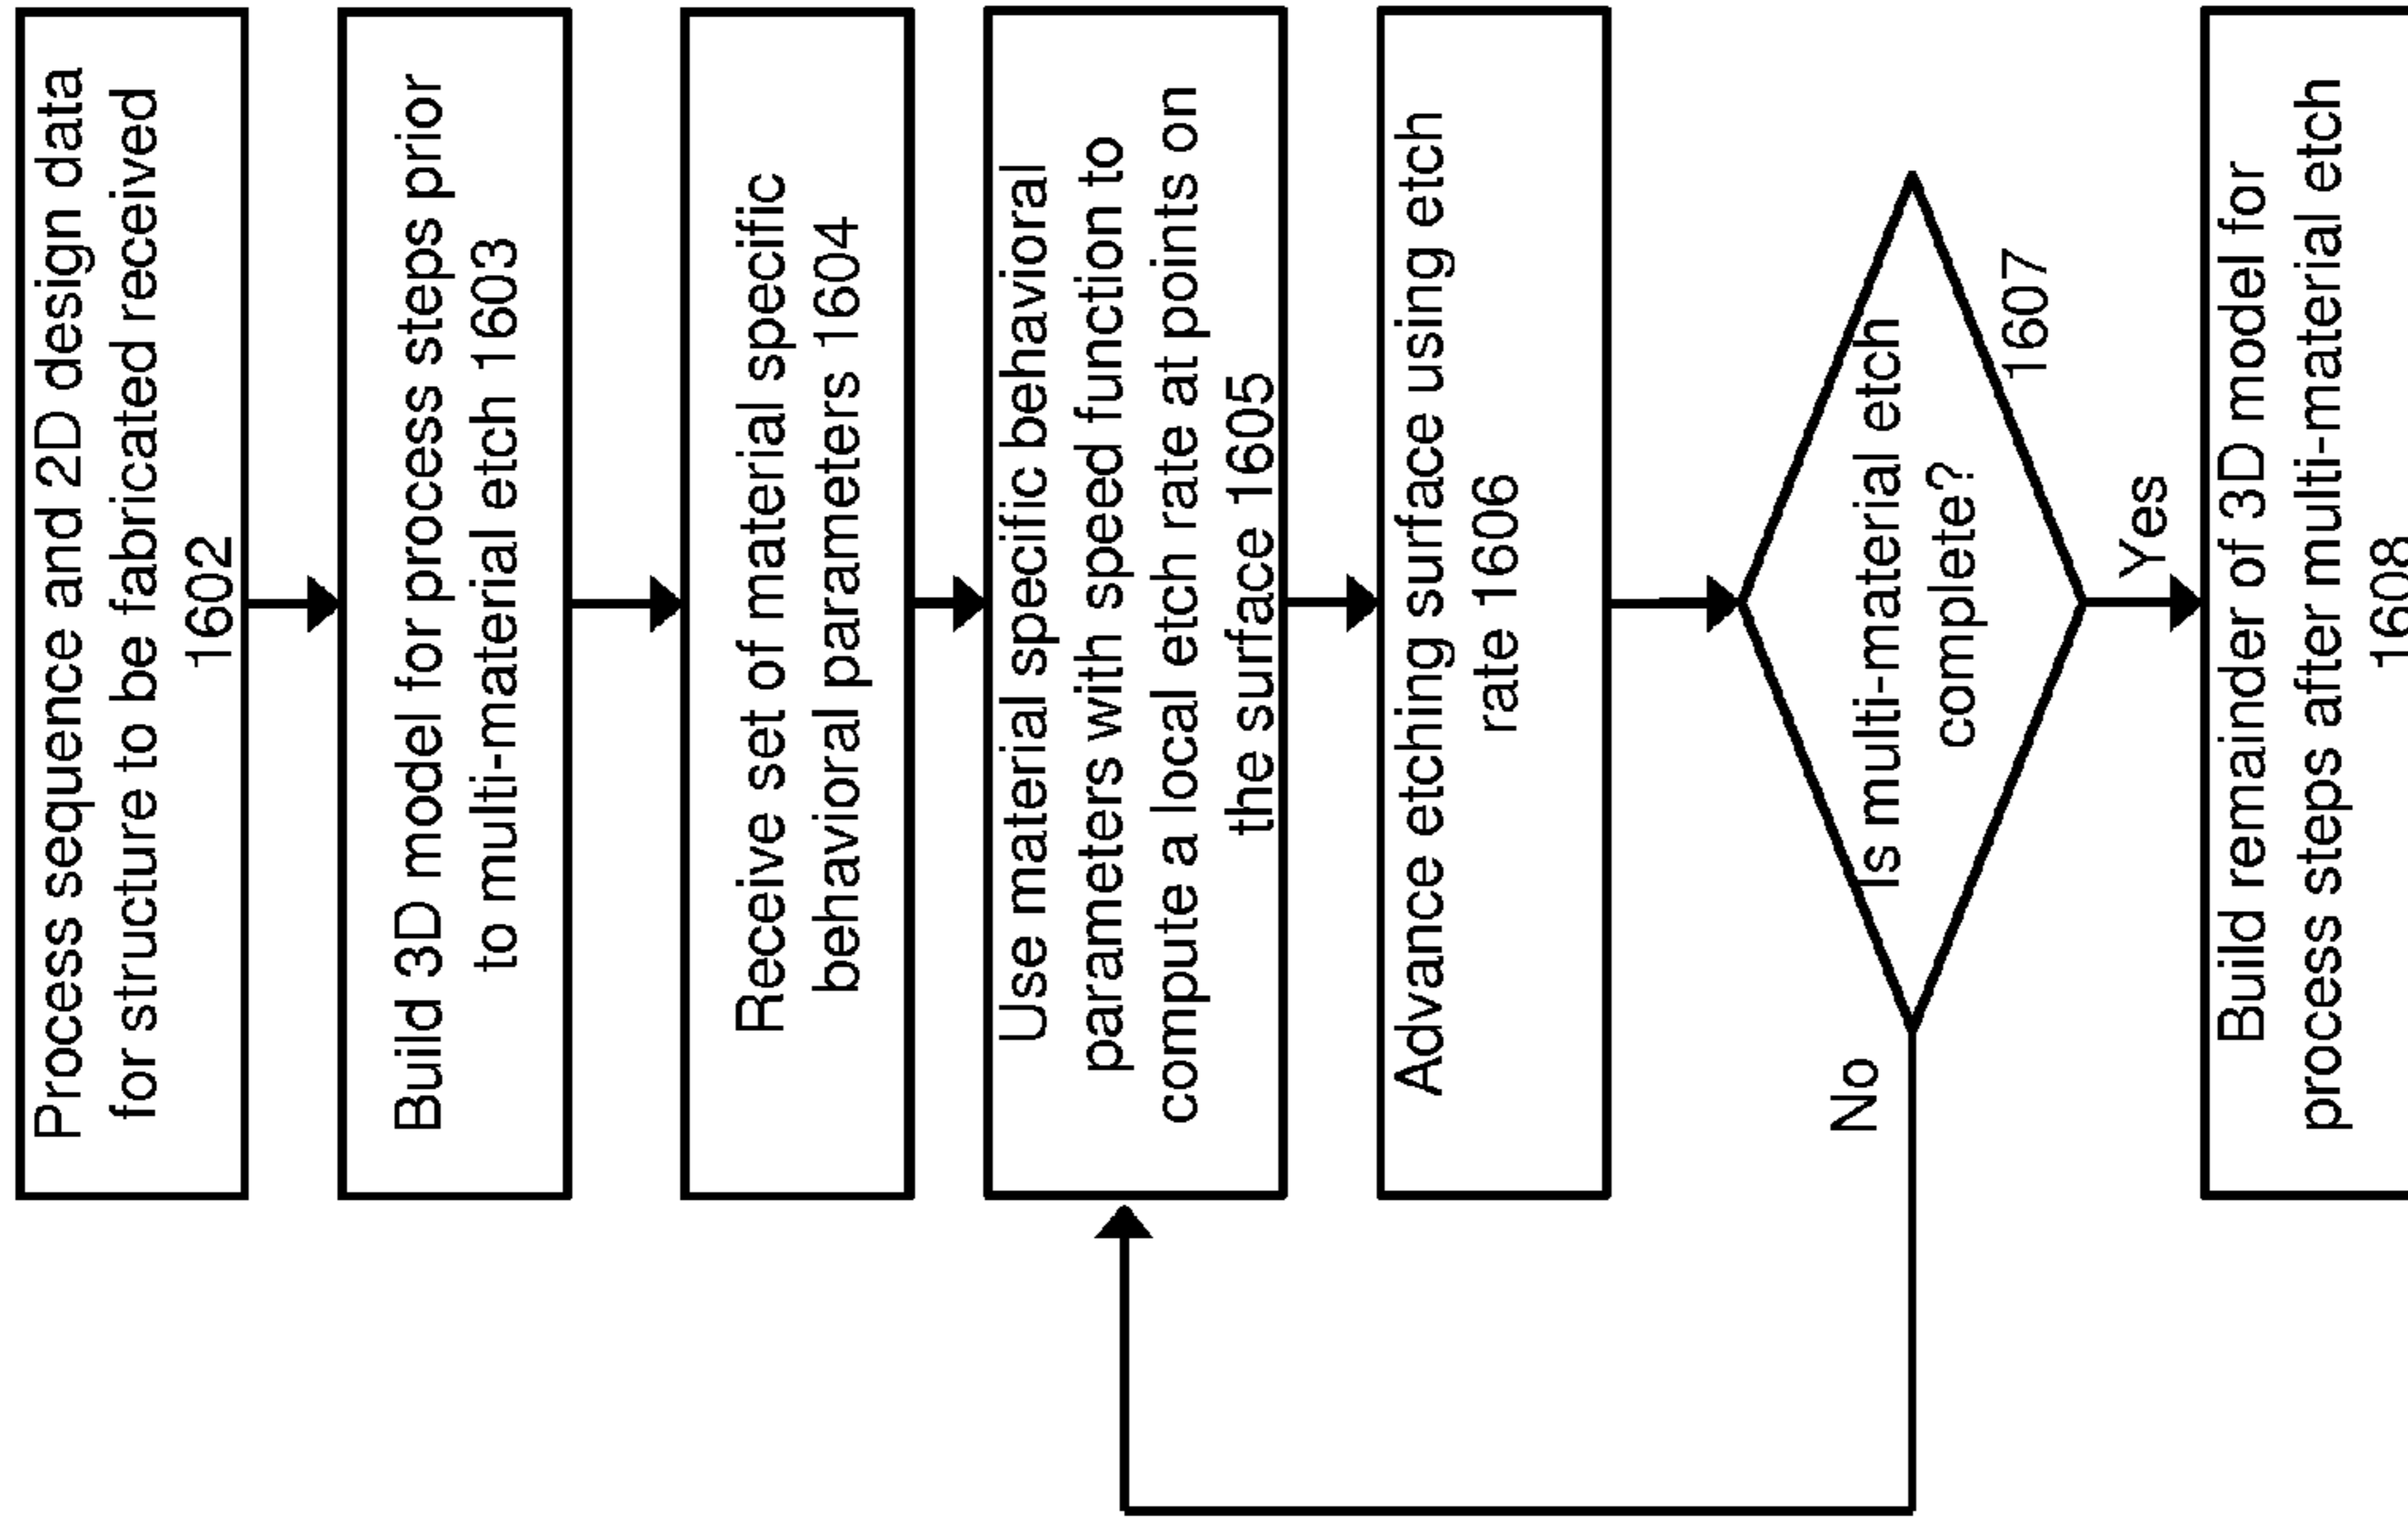 Process sequence and 2D design data
for structure to be fabricated received
1602
Build 3D model for process steps prior
to multi-material etch 1603
Receive set of material specific
behavioral parameters 1604
Use material specific behavioral
parameters with speed function to
compute a local etch rate at points on
the surface 1605
Advance etching surface using etch
rate 1606
Is multi-material etch
complete?
1607
No
Yes
Build remainder of 3D model for
process steps after multi-material etch
1608